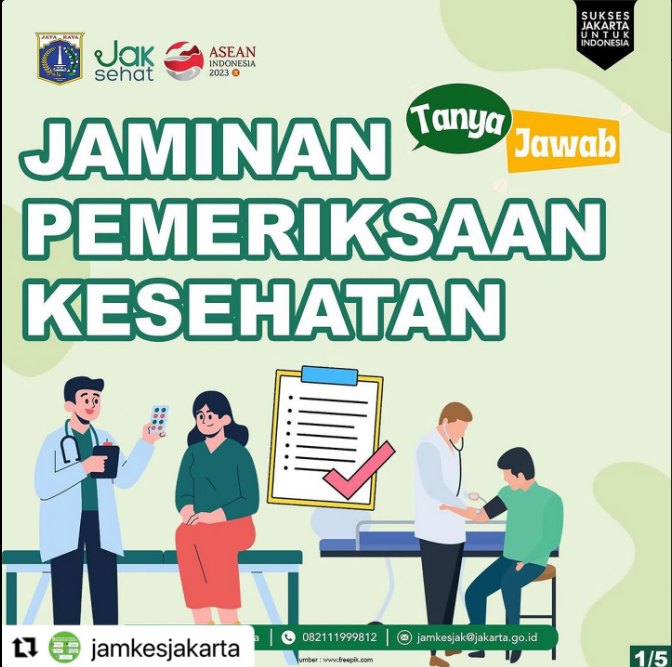 JAYA RAYA
Jak
sehat
ASEAN
INDONESIA
2023
SUKSES
JAKARTA
UNTUK
INDONESIA
Tanya
Jawab
JAMINAN
PEMERIKSAAN
KESEHATAN
jamkesjakarta
a
082111999812
jamkesjak@jakarta.go.id
umber : www.freepik.com
1/5